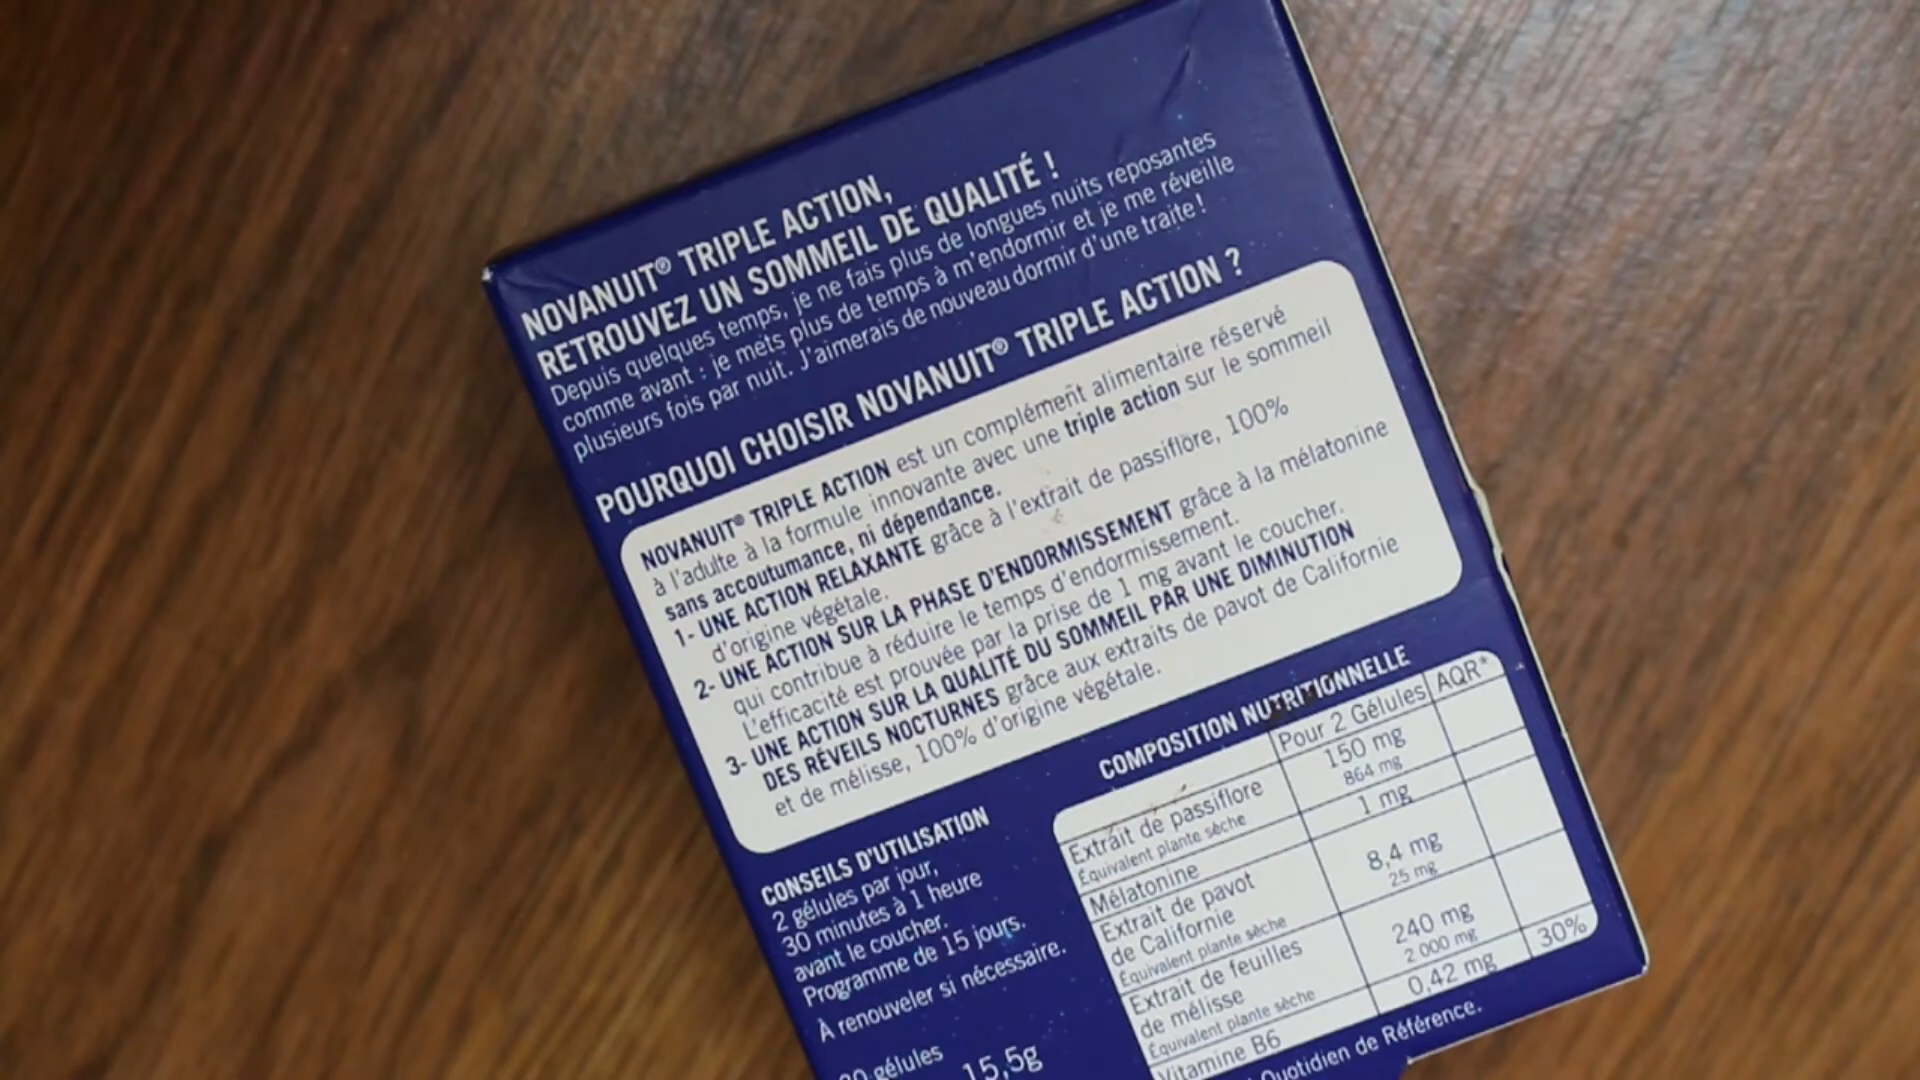 NOVANUIT® TRIPLE ACTION,
RETROUVEZ UN SOMMEIL DE QUALITÉ !
Depuis quelques temps, je ne fais plus de longues nuits reposantes
comme avant : je mets plus de temps à m'endormir et je me réveille
plusieurs fois par nuit. J'aimerais de nouveau dormir d'une traite !
POURQUOI CHOISIR NOVANUIT® TRIPLE ACTION ?
NOVANUIT® TRIPLE ACTION est un complément alimentaire réservé
à l'adulte à la formule innovante avec une triple action sur le sommeil
sans accoutumance, ni dépendance.
1- UNE ACTION RELAXANTE grâce à l'extrait de passiflore, 100%
d'origine végétale.
2- UNE ACTION SUR LA PHASE D'ENDORMISSEMENT grâce à la mélatonine
qui contribue à réduire le temps d'endormissement.
L'efficacité est prouvée par la prise de 1 mg avant le coucher.
3- UNE ACTION SUR LA QUALITÉ DU SOMMEIL PAR UNE DIMINUTION
DES RÉVEILS NOCTURNES grâce aux extraits de pavot de Californie
et de mélisse, 100% d'origine végétale.
CONSEILS D'UTILISATION
2 gélules par jour,
30 minutes à 1 heure
avant le coucher.
Programme de 15 jours.
À renouveler si nécessaire.
gélules 15,5g
COMPOSITION NUTRITIONNELLE
Pour 2 Gélules AQR*
Extrait de passiflore 150 mg
Équivalent plante sèche 864 mg
Mélatonine 1 mg
Extrait de pavot
de Californie 8,4 mg
Équivalent plante sèche 25 mg
Extrait de feuilles
de mélisse 240 mg
Équivalent plante sèche 2 000 mg
Vitamine B6 0,42 mg 30%
Quotidien de Référence.